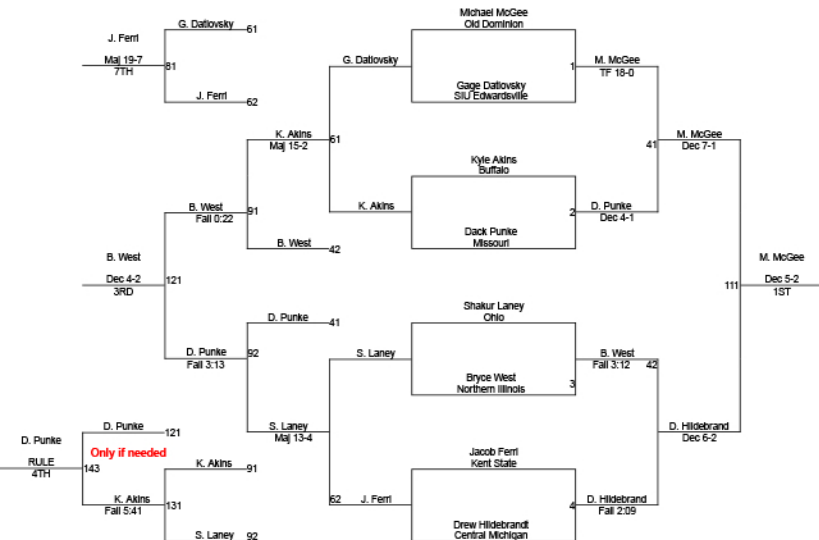 Michael McGee
Old Dominion
G. Datlovsky 61
J. Ferri
Maj 19-7
7TH
81
J. Ferri 62
G. Datlovsky
1
M. McGee
TF 18-0
Gage Datlovsky
SIU Edwardsville
K. Akins
Maj 15-2
61
41
M. McGee
Dec 7-1
Kyle Akins
Buffalo
K. Akins
2
D. Punke
Dec 4-1
B. West
Fall 0:22
91
Dack Punke
Missouri
B. West 42
B. West
Dec 4-2
3RD
121
M. McGee
111
Dec 5-2
1ST
Shakur Laney
Ohio
D. Punke 41
D. Punke
Fall 3:13
92
S. Laney
B. West
Fall 3:12
42
Bryce West
Northern Illinois
3
S. Laney
Maj 13-4
D. Hildebrand
Dec 6-2
D. Punke 121
D. Punke
RULE
4TH
Only if needed
143
K. Akins 91
Jacob Ferri
Kent State
K. Akins
Fall 5:41
131
62
J. Ferri
4
D. Hildebrand
Fall 2:09
Drew Hildebrandt
Central Michigan
S. Laney 92